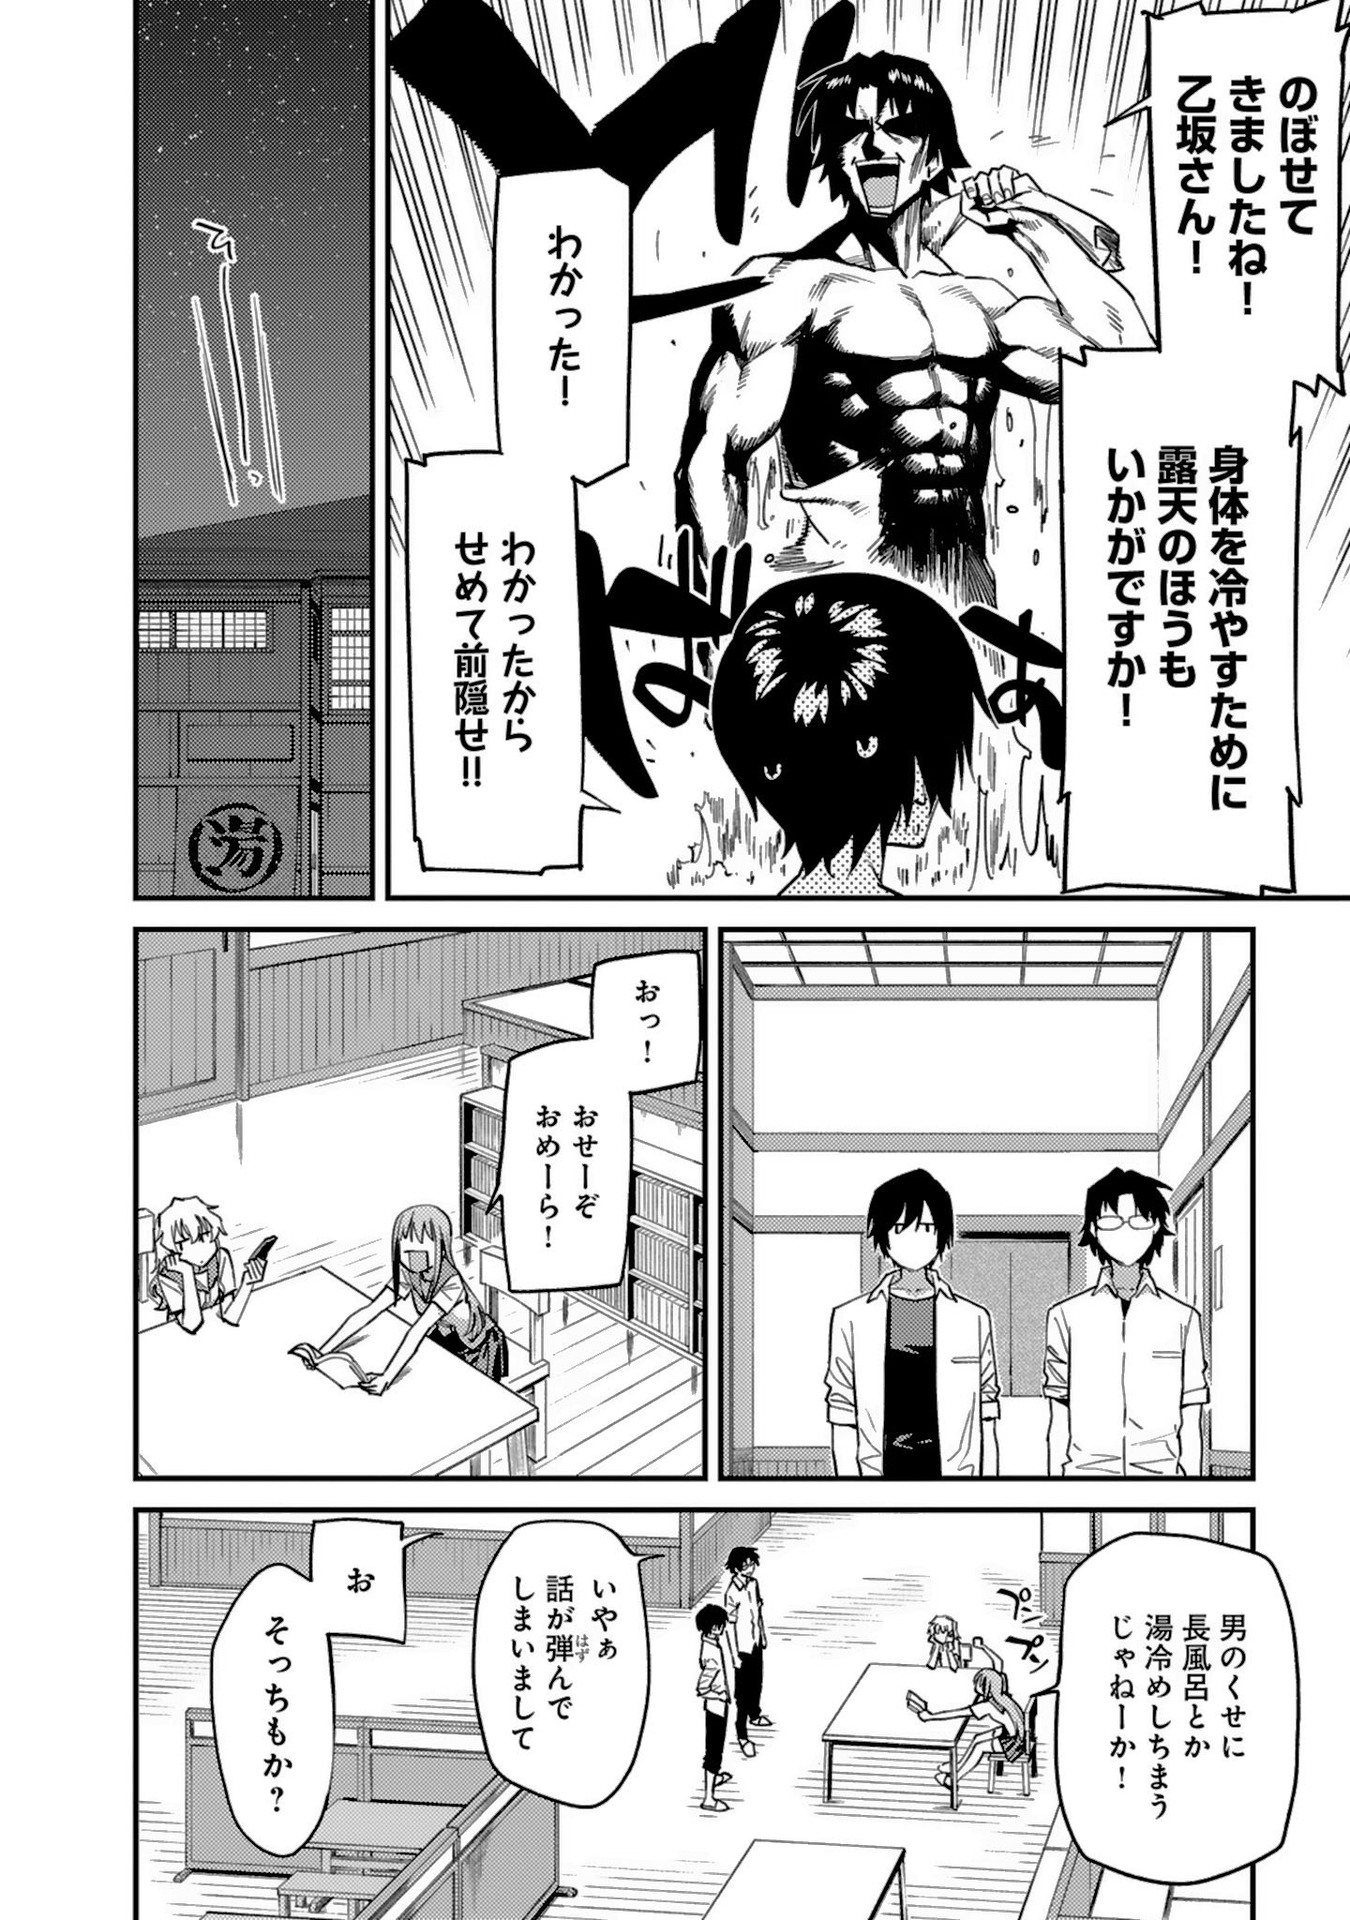 のぼせて
きましたね！
乙坂さん！
身体を冷やすために
露天のほうも
いかがですか！
わかった！
わかったから
せめて前隠せ!!
湯
おっ！
おせーぞ
おめーら！
男のくせに
長風呂とか
湯冷めしちまう
じゃねーか！
プン
プン
いやぁ
話が弾んで
はず
しまいまして
お
そっちもか？